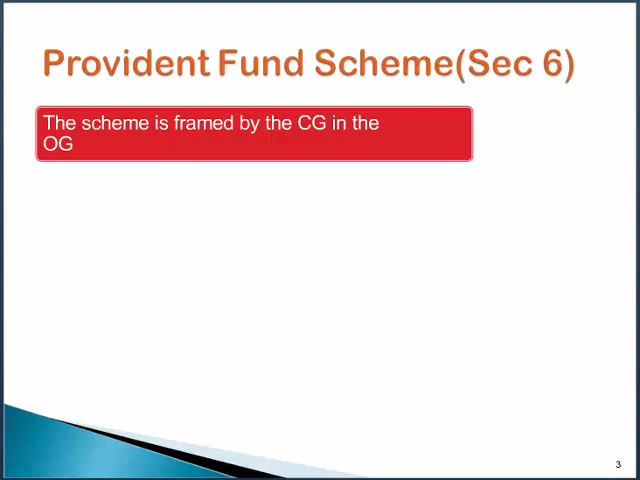 Provident Fund Scheme(Sec 6)
The scheme is framed by the CG in the
OG
3